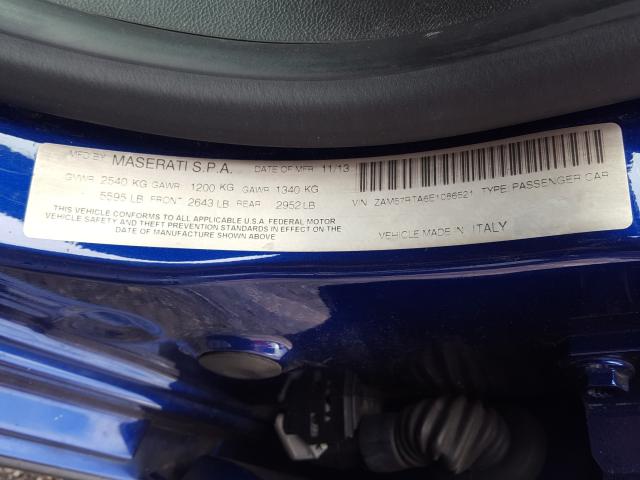 MFD BY MASERATI S.P.A. DATE OF MFR 11/13
GVWR 2540 KG GAWR 1200 KG GAWR 1340 KG
5595 LB FRONT 2643 LB REAR 2952 LB
THIS VEHICLE CONFORMS TO ALL APPLICABLE U.S.A. FEDERAL MOTOR
VEHICLE SAFETY AND THEFT PREVENTION STANDARDS IN EFFECT ON THE
DATE OF MANUFACTURE SHOWN ABOVE
VIN ZAM57RTA6E1086521 TYPE: PASSENGER CAR
VEHICLE MADE IN ITALY